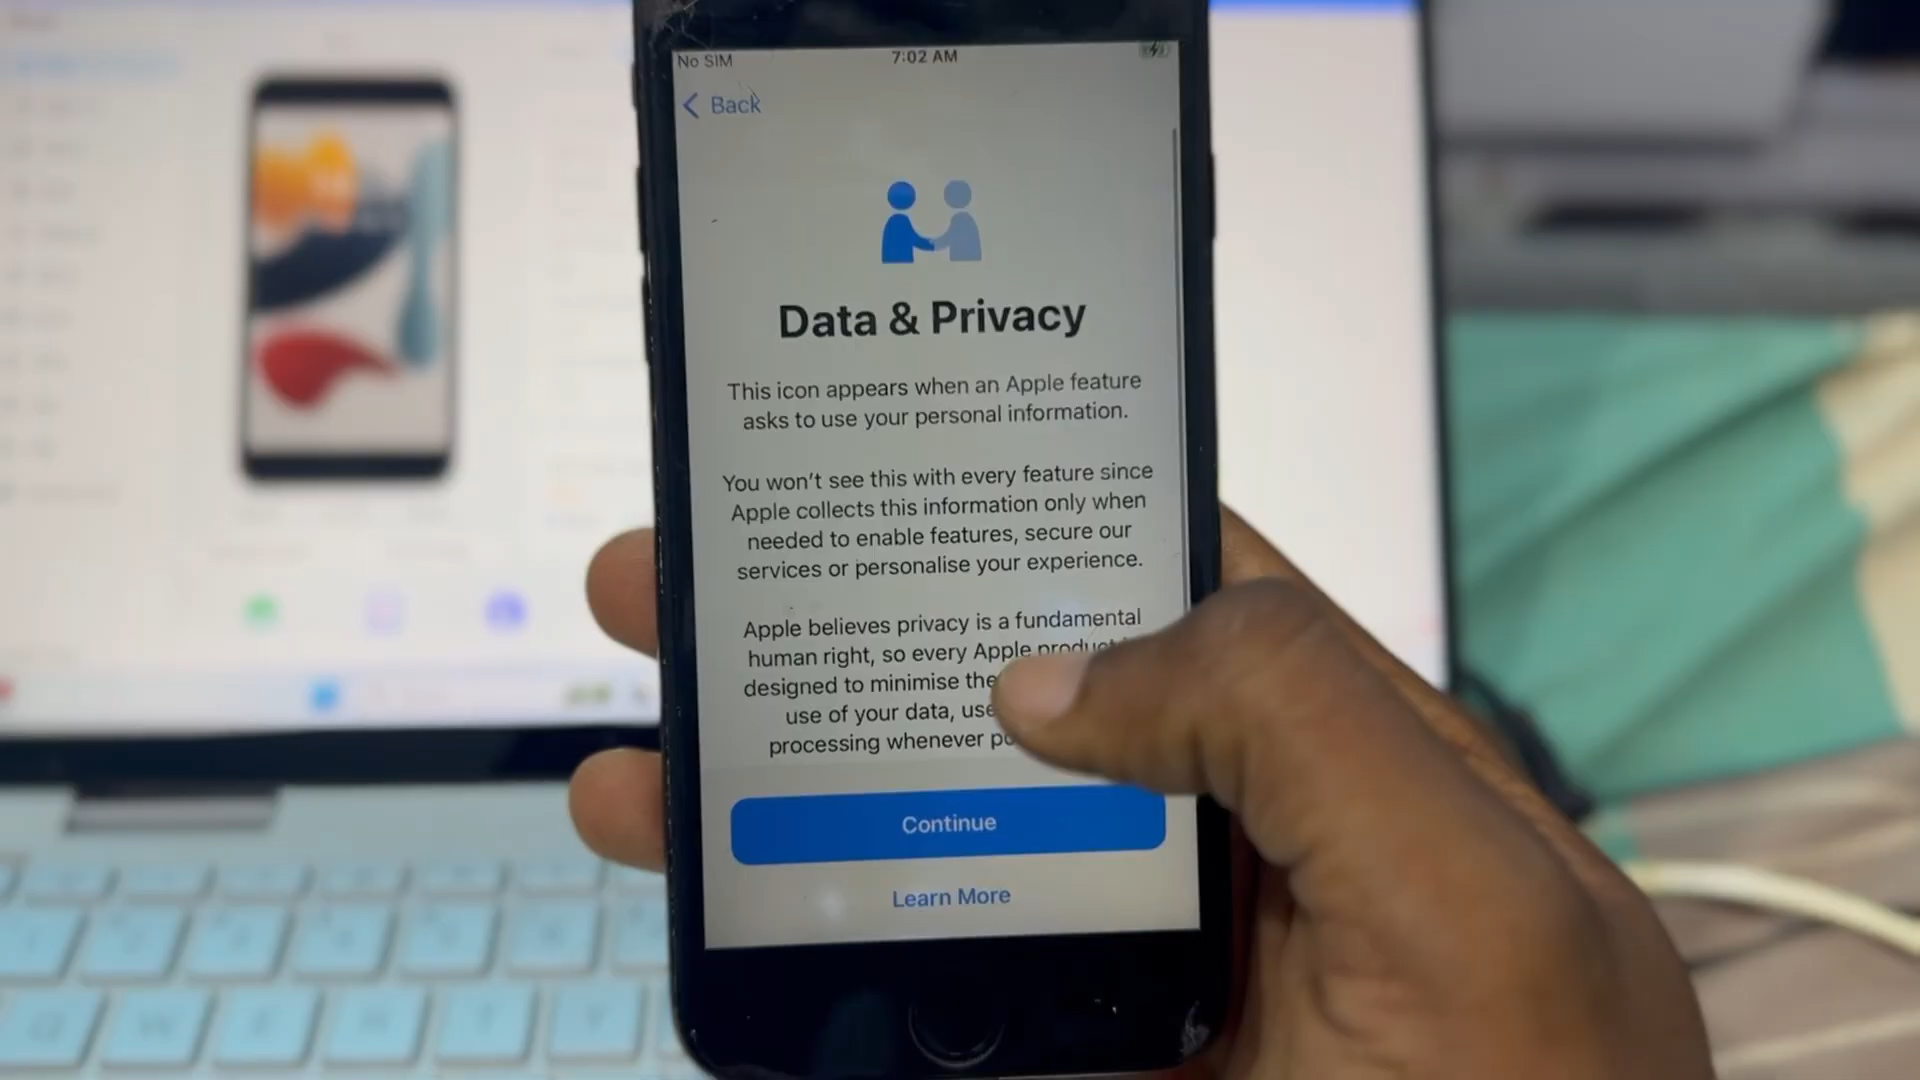 No SIM
7:02 AM
Back
Data & Privacy
This icon appears when an Apple feature
asks to use your personal information.
You won't see this with every feature since
Apple collects this information only when
needed to enable features, secure our
services or personalise your experience.
Apple believes privacy is a fundamental
human right, so every Apple product
designed to minimise the
use of your data, use
processing whenever
Continue
Learn More